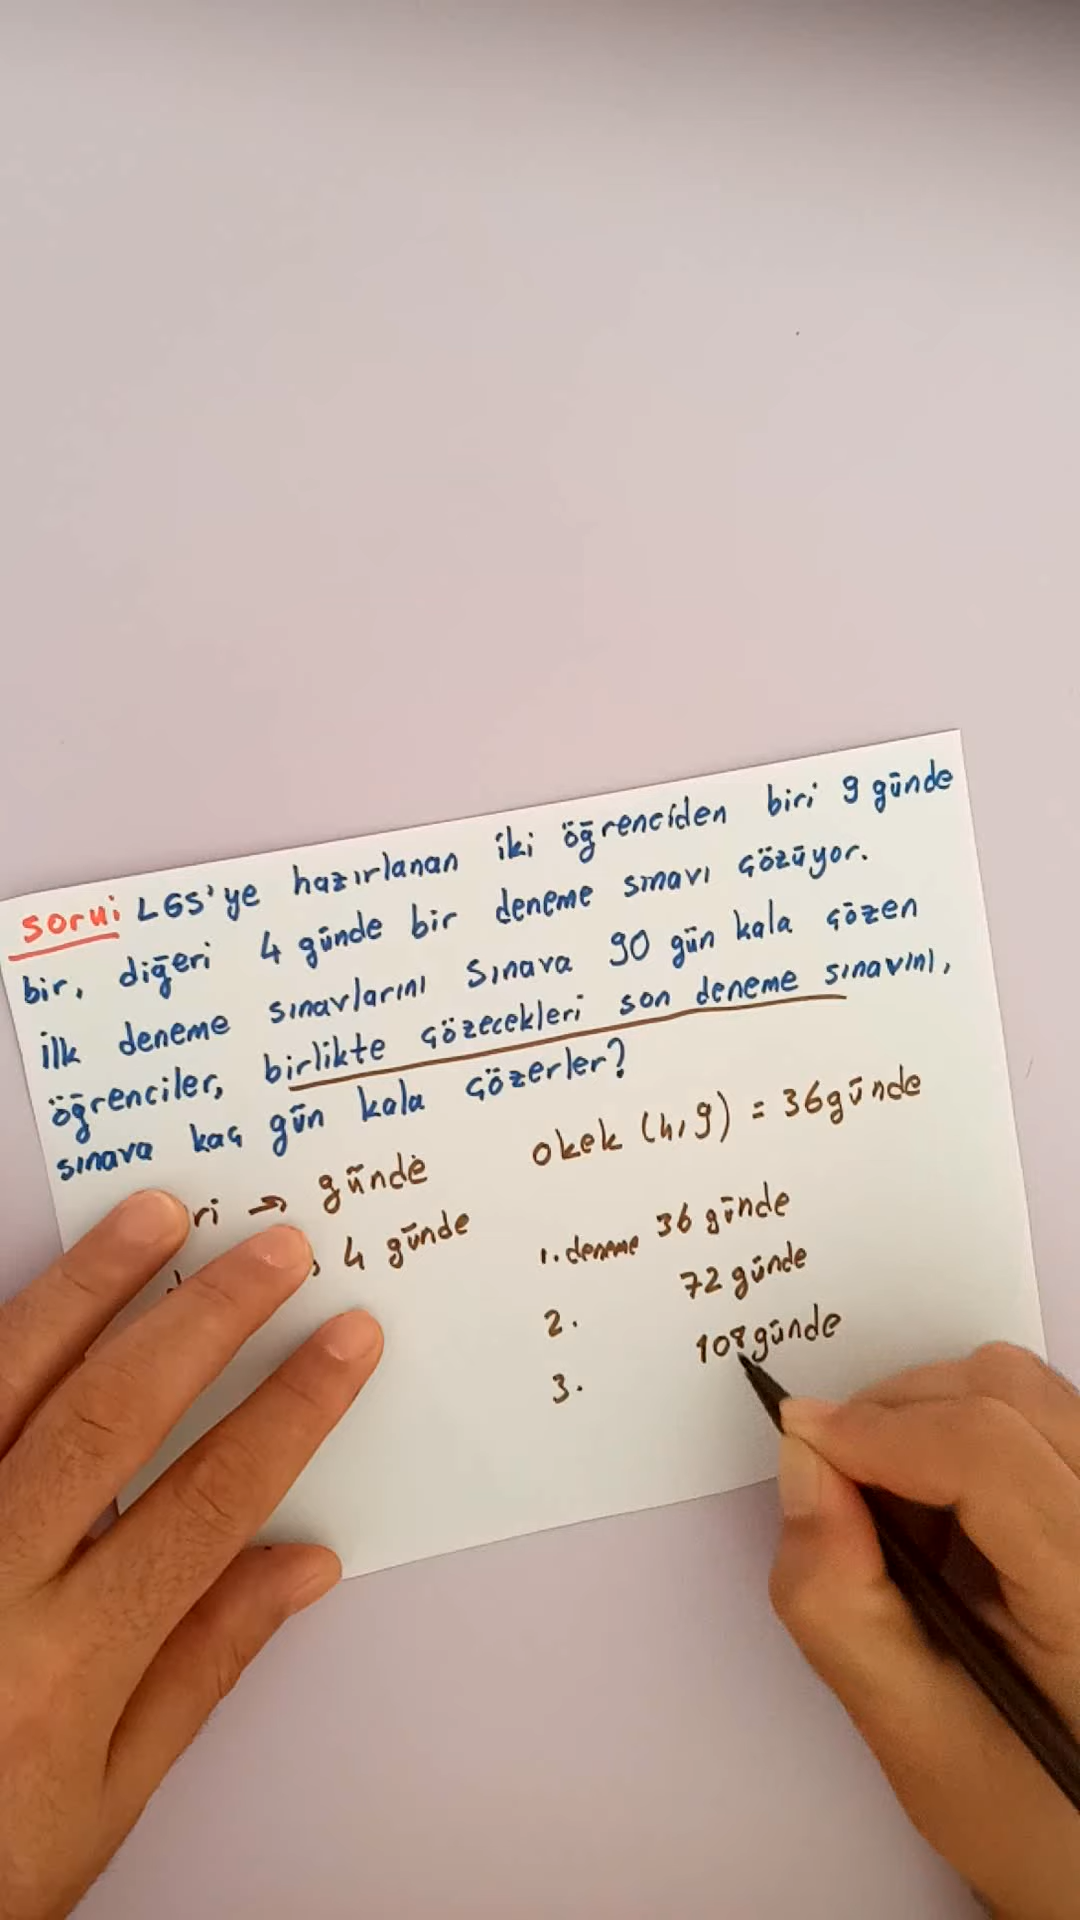 soru: LGS'ye hazırlanan iki öğrenciden biri 9 günde
bir, diğeri 4 günde bir deneme sınavı çözüyor.
ilk deneme sınavlarını sınava 90 gün kala çözen
öğrenciler, birlikte çözecekleri son deneme sınavını,
sınava kaç gün kala çözerler?
ri → günde
4 günde
okek (4,9) = 36 günde
1. deneme 36 günde
2. 72 günde
3. 108 günde